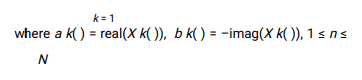 k = 1
where a k( ) = real(X k( )), b k( ) = −imag(X k( )), 1 ≤ n ≤
N